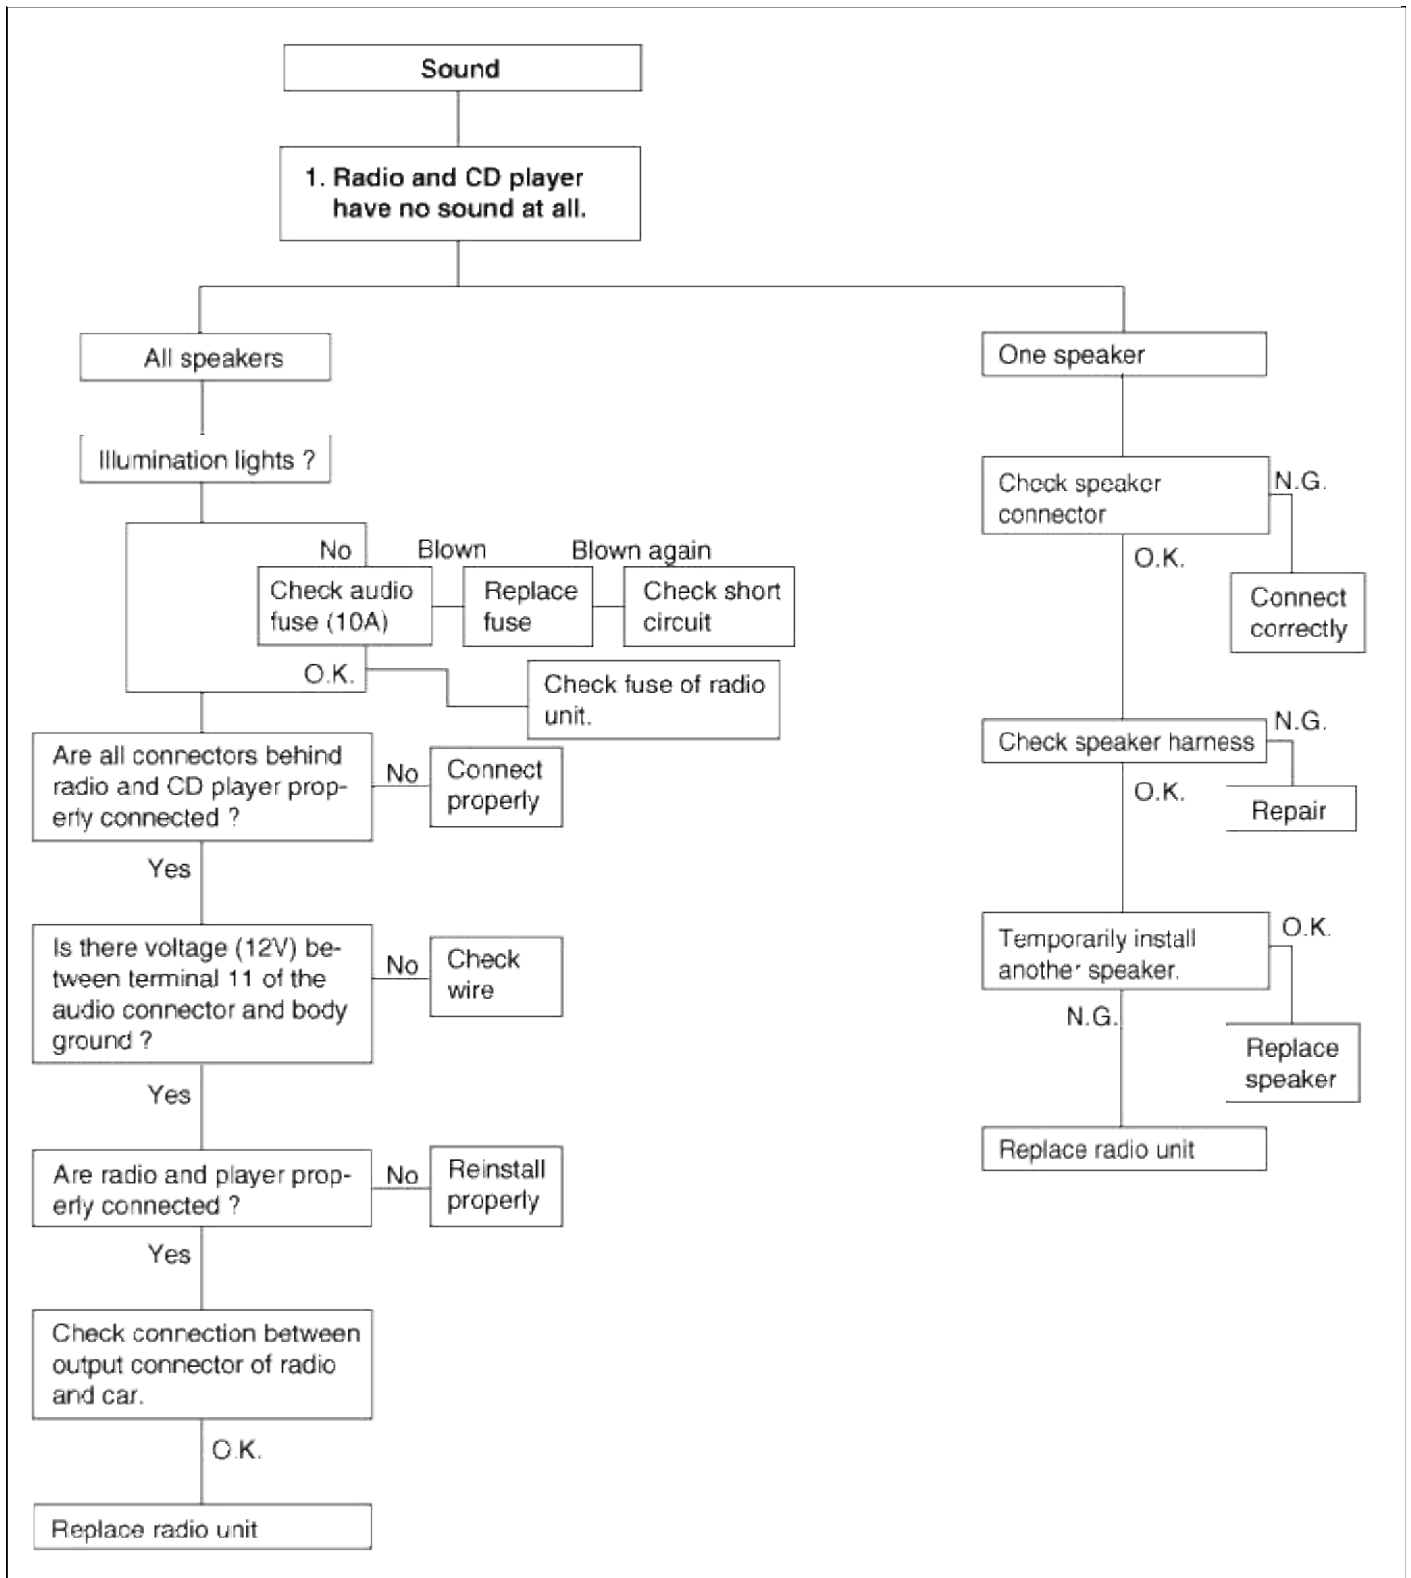 Sound
1. Radio and CD player
have no sound at all.
All speakers
Illumination lights ?
No
Blown
Blown again
Check audio
fuse (10A)
Replace
fuse
Check short
circuit
O.K.
Check fuse of radio
unit.
Are all connectors behind
radio and CD player prop-
erly connected ?
No
Connect
properly
Yes
Is there voltage (12V) be-
tween terminal 11 of the
audio connector and body
ground ?
No
Check
wire
Yes
Are radio and player prop-
erly connected ?
No
Reinstall
properly
Yes
Check connection between
output connector of radio
and car.
O.K.
Replace radio unit
One speaker
Check speaker
connector
N.G.
Connect
correctly
O.K.
Check speaker harness
N.G.
Repair
O.K.
Temporarily install
another speaker.
O.K.
Replace
speaker
N.G.
Replace radio unit